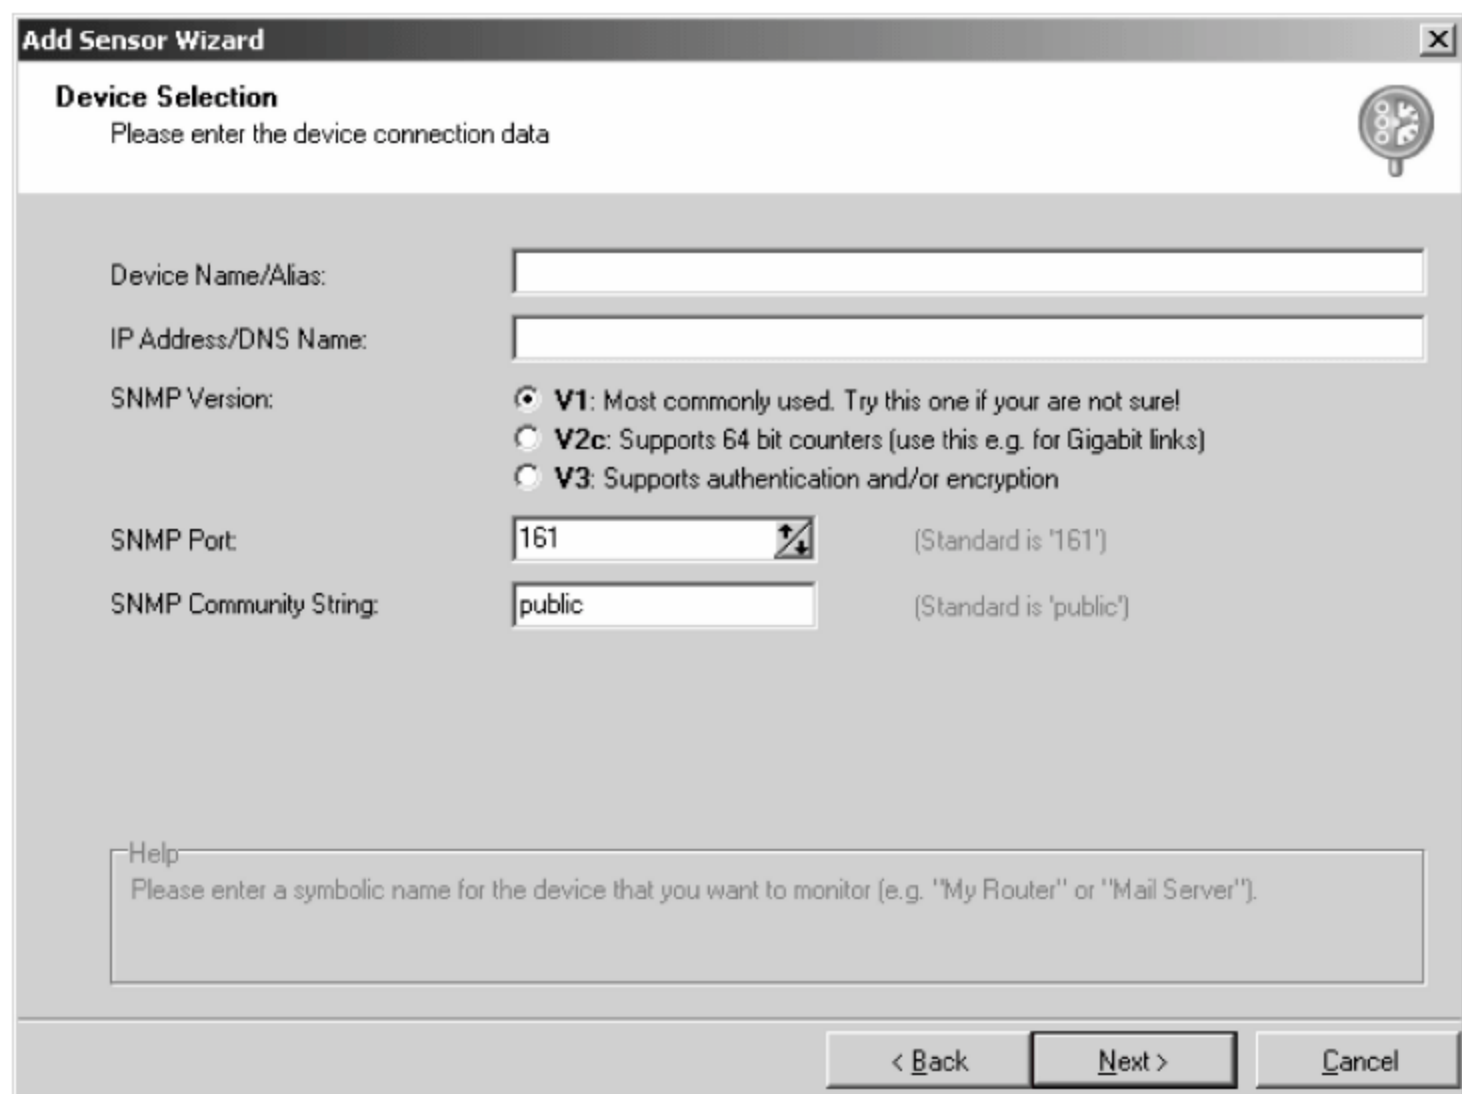 Add Sensor Wizard
Device Selection
Please enter the device connection data
Device Name/Alias:
IP Address/DNS Name:
SNMP Version:
V1: Most commonly used. Try this one if your are not sure!
V2c: Supports 64 bit counters (use this e.g. for Gigabit links)
V3: Supports authentication and/or encryption
SNMP Port: 161 (Standard is '161')
SNMP Community String: public (Standard is 'public')
Help
Please enter a symbolic name for the device that you want to monitor (e.g. "My Router" or "Mail Server").
< Back Next > Cancel